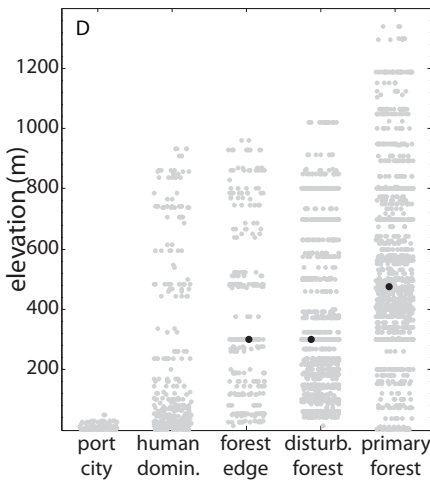 D
1200
1000
800
600
400
200
elevation (m)
port human forest disturb. primary
city domin. edge forest forest